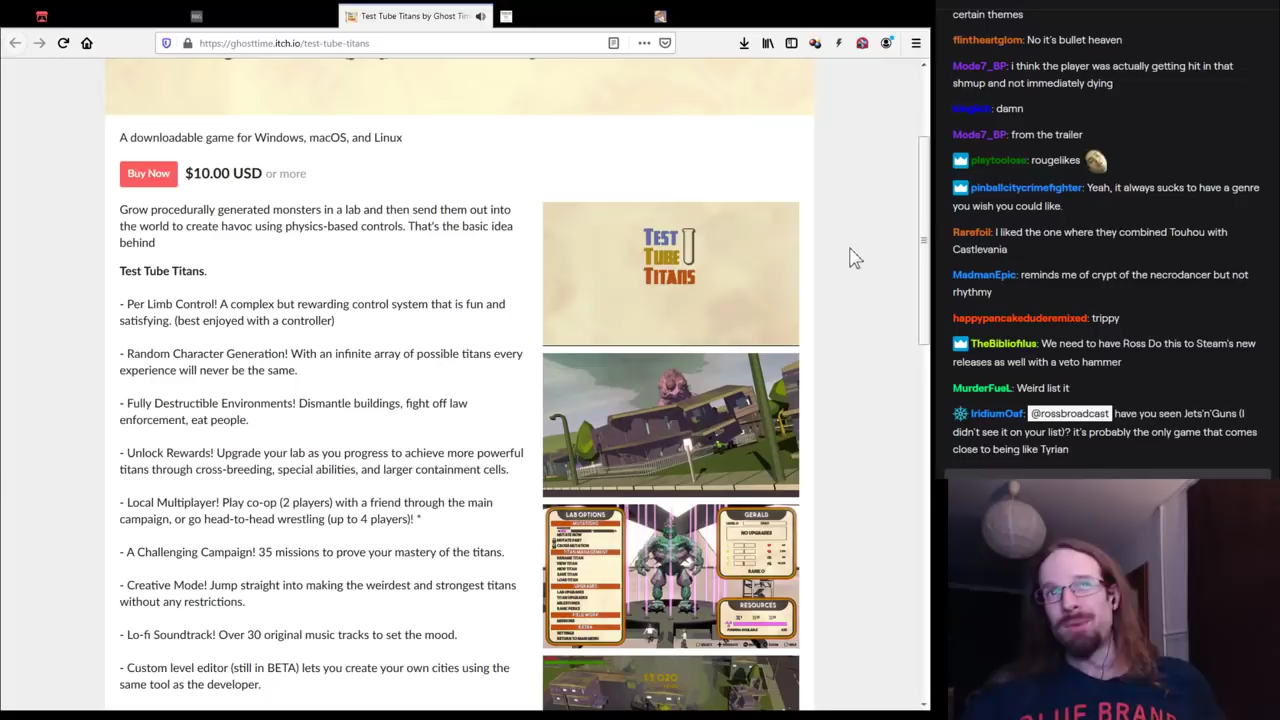 Test Tube Titans by Ghost Tim
https://ghosttime.itch.io/test-tube-titans
A downloadable game for Windows, macOS, and Linux
Buy Now $10.00 USD or more
Grow procedurally generated monsters in a lab and then send them out into
the world to create havoc using physics-based controls. That's the basic idea
behind
Test Tube Titans.
- Per Limb Control! A complex but rewarding control system that is fun and
satisfying. (best enjoyed with a controller)
- Random Character Generation! With an infinite array of possible titans every
experience will never be the same.
- Fully Destructible Environments! Dismantle buildings, fight off law
enforcement, eat people.
- Unlock Rewards! Upgrade your lab as you progress to achieve more powerful
titans through cross-breeding, special abilities, and larger containment cells.
- Local Multiplayer! Play co-op (2 players) with a friend through the main
campaign, or go head-to-head wrestling (up to 4 players)! *
- A Challenging Campaign! 35 missions to prove your mastery of the titans.
- Creative Mode! Jump straight into making the weirdest and strongest titans
without any restrictions.
- Lo-fi Soundtrack! Over 30 original music tracks to set the mood.
- Custom level editor (still in BETA) lets you create your own cities using the
same tool as the developer.
TEST
TUBE
TITANS
LAB OPTIONS
GERALD
NO UPGRADES
RESOURCES
certain themes
flintheartglom: No it's bullet heaven
Mode7_BP: i think the player was actually getting hit in that
shmup and not immediately dying
damn
Mode7_BP: from the trailer
playtoolose: rougelikes
pinballcitycrimefighter: Yeah, it always sucks to have a genre
you wish you could like.
Rarefoil: I liked the one where they combined Touhou with
Castlevania
MadmanEpic: reminds me of crypt of the necrodancer but not
rhythmy
happypancakeduderemixed: trippy
TheBibliofilus: We need to have Ross Do this to Steam's new
releases as well with a veto hammer
MurderFueL: Weird list it
IridiumOaf: @rossbroadcast have you seen Jets'n'Guns (I
didn't see it on your list)? it's probably the only game that comes
close to being like Tyrian
BLUE BRAND